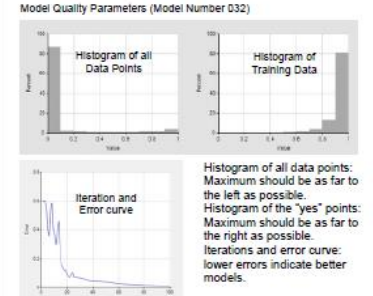 Model Quality Parameters (Model Number 032)
Histogram of all
Data Points
Histogram of
Training Data
Iteration and
Error curve
Histogram of all data points:
Maximum should be as far to
the left as possible.
Histogram of the "yes" points:
Maximum should be as far to
the right as possible.
Iterations and error curve:
lower errors indicate better
models.